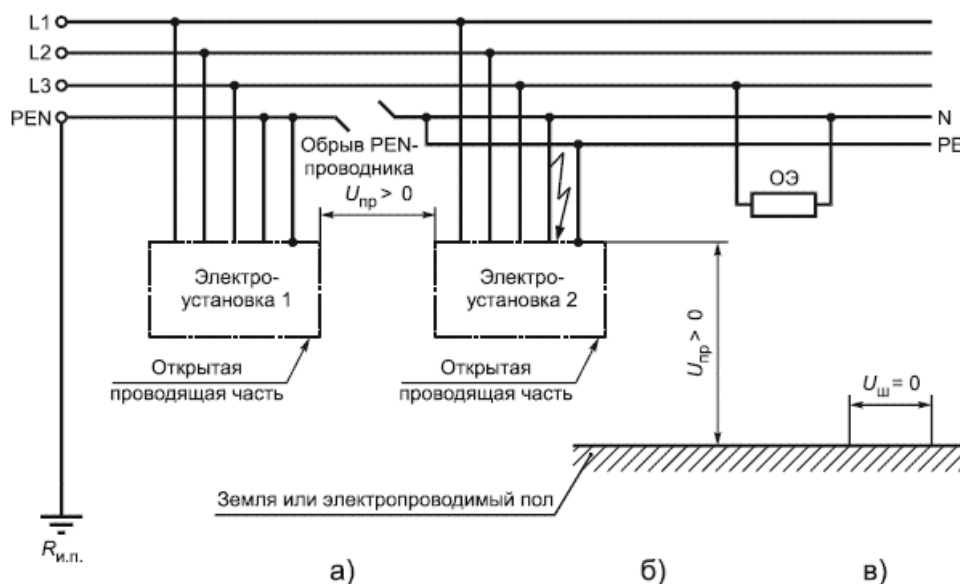 L1
L2
L3
PEN
N
PE
Обрыв PEN-
проводника
Uпр > 0
ОЭ
Электро-
установка 1
Электро-
установка 2
Uпр > 0
Открытая
проводящая часть
Открытая
проводящая часть
Uш = 0
Земля или электропроводимый пол
Rи.п.
а)
б)
в)